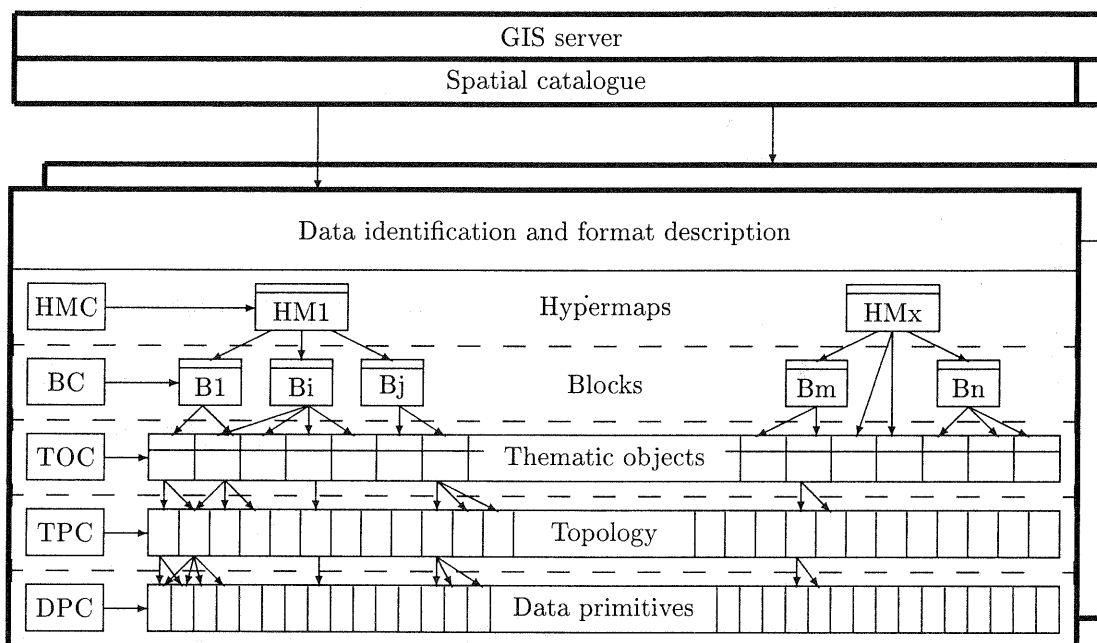 GIS server
Spatial catalogue
Data identification and format description
HMC HM1 Hypermaps HMx
BC B1 Bi Bj Blocks Bm Bn
TOC Thematic objects
TPC Topology
DPC Data primitives